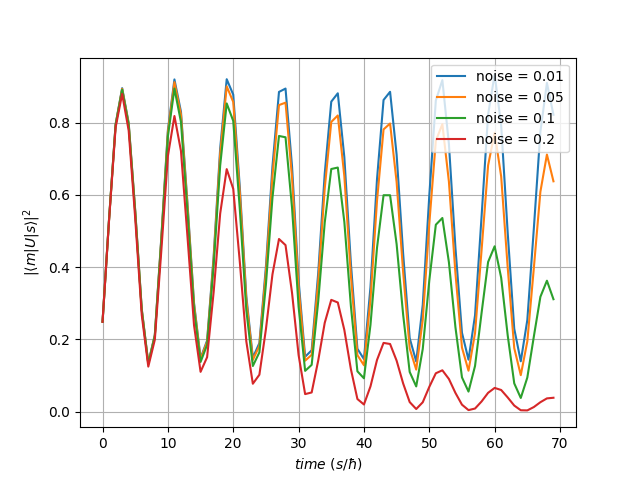 noise = 0.01
noise = 0.05
noise = 0.1
noise = 0.2
0.8
0.6
0.4
0.2
0.0
|⟨m|U|s⟩|²
0 10 20 30 40 50 60 70
time (s/ℏ)